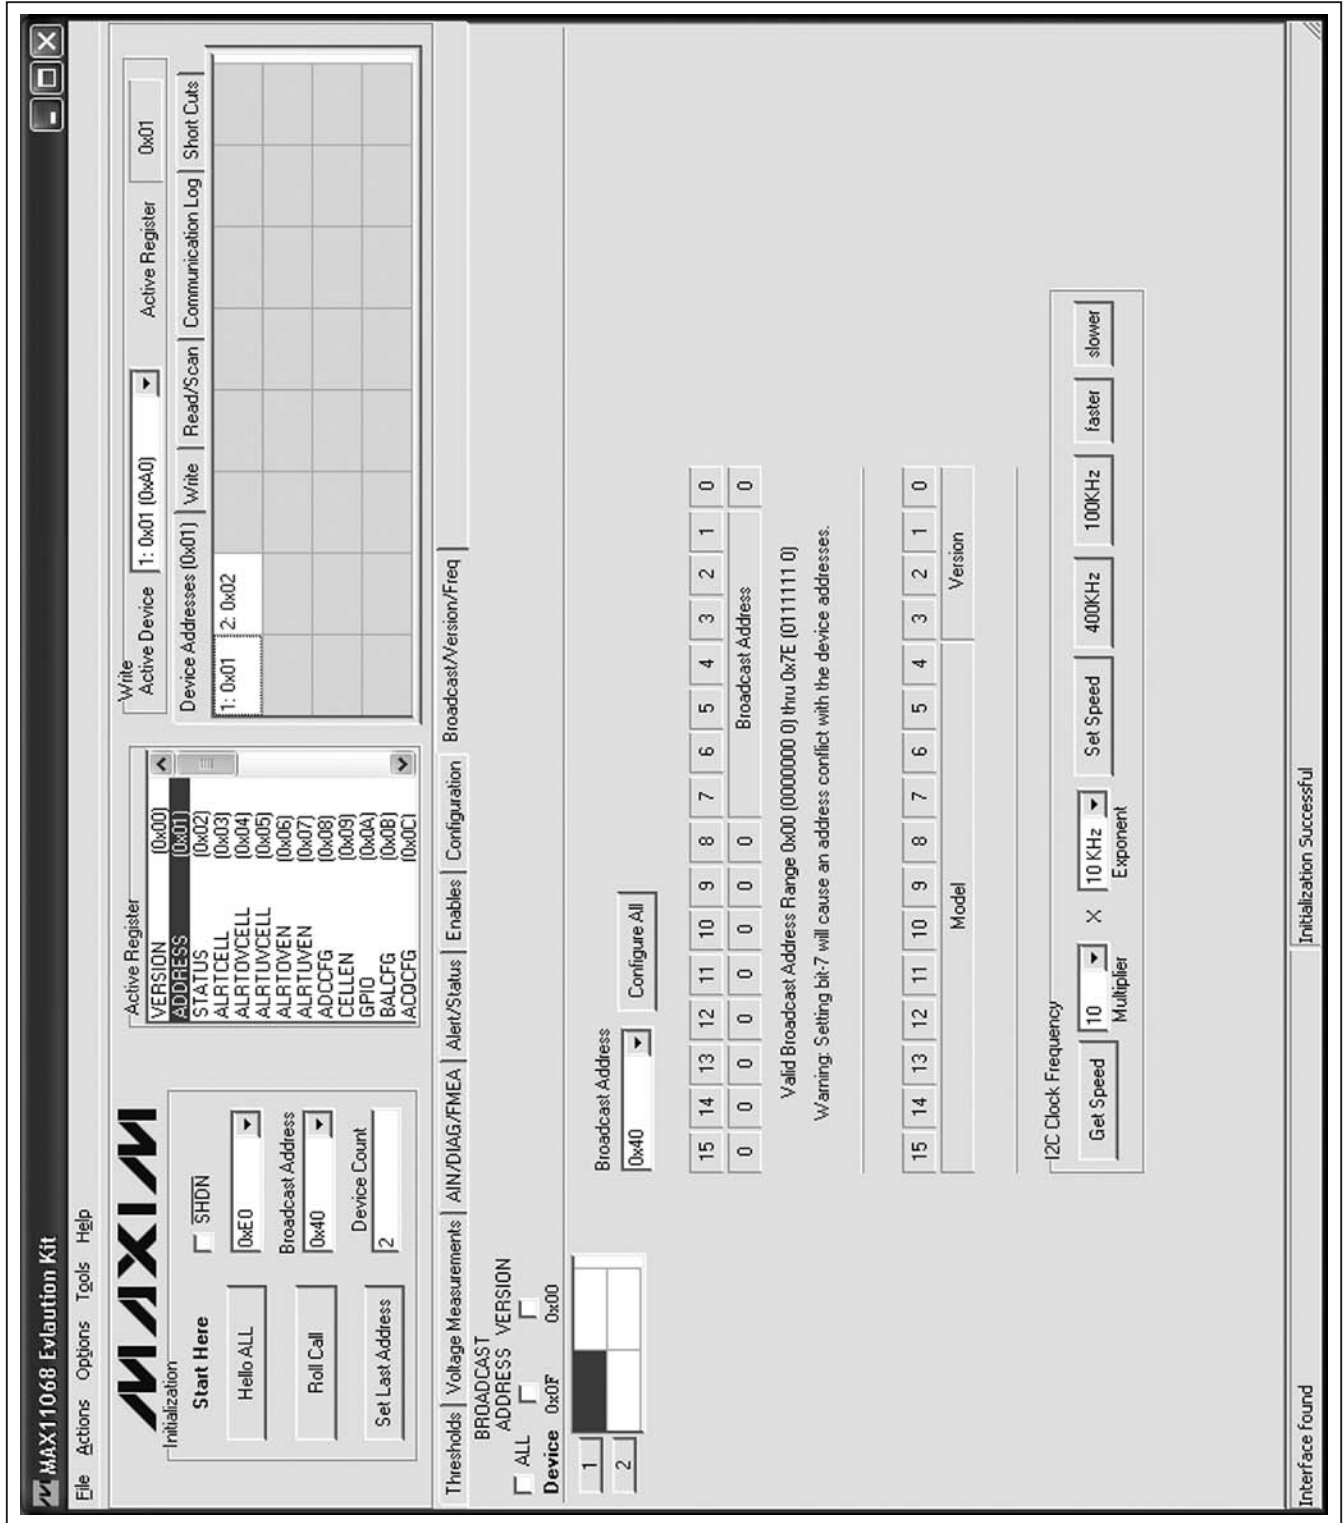 MAX11068 Evlaution Kit
File Actions Options Tools Help
MAXIM
Initialization
Start Here
SHDN
Hello ALL
0xE0
Broadcast Address
Roll Call
0x40
Device Count
Set Last Address
2
Active Register
VERSION (0x00)
ADDRESS (0x01)
STATUS (0x02)
ALRTCELL (0x03)
ALRTOVCELL (0x04)
ALRTUVCELL (0x05)
ALRTOVEN (0x06)
ALRTUVEN (0x07)
ADCCFG (0x08)
CELLEN (0x09)
GPIO (0x0A)
BALCFG (0x0B)
ACQCFG (0x0C)
Write
Active Device 1: 0x01 (0xA0) Active Register 0x01
Device Addresses (0x01) Write Read/Scan Communication Log Short Cuts
1: 0x01 2: 0x02
Thresholds Voltage Measurements AIN/DIAG/FMEA Alert/Status Enables Configuration Broadcast/Version/Freq
BROADCAST
ADDRESS VERSION
ALL
Device 0x0F 0x00
1
2
Broadcast Address
0x40 Configure All
15 14 13 12 11 10 9 8 7 6 5 4 3 2 1 0
0 0 0 0 0 0 0 0 Broadcast Address 0
Valid Broadcast Address Range 0x00 (0000000 0) thru 0x7E (0111111 0)
Warning: Setting bit-7 will cause an address conflict with the device addresses.
15 14 13 12 11 10 9 8 7 6 5 4 3 2 1 0
Model Version
I2C Clock Frequency
Get Speed 10 X 10 KHz Set Speed 400KHz 100KHz faster slower
Multiplier Exponent
Interface Found Initialization Successful